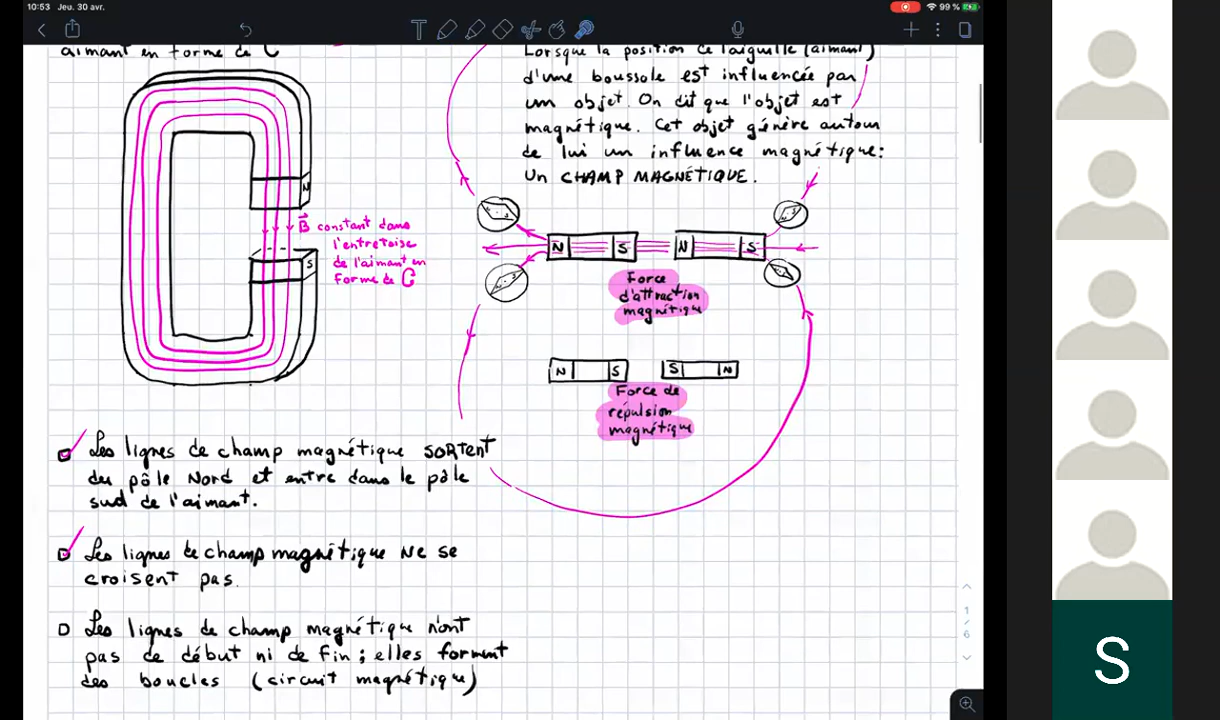 10:53 Jeu. 30 avr.
99 %
T
aimant en forme de C
N
B constant dans
l'entretoise
de l'aimant en
forme de C
S
Lorsque la position de l'aiguille (aimant)
d'une boussole est influencée par
un objet. On dit que l'objet est
magnétique. Cet objet génère autour
de lui un influence magnétique:
Un CHAMP MAGNÉTIQUE.
N S N S
Force
d'attraction
magnétique
N S S N
Force de
répulsion
magnétique
Les lignes de champ magnétique SORTENT
du pôle Nord et entre dans le pôle
sud de l'aimant.
Les lignes de champ magnétique Ne se
croisent pas.
Les lignes de champ magnétique n'ont
pas de début ni de fin ; elles forment
des boucles (circuit magnétique)
1
/
6
S